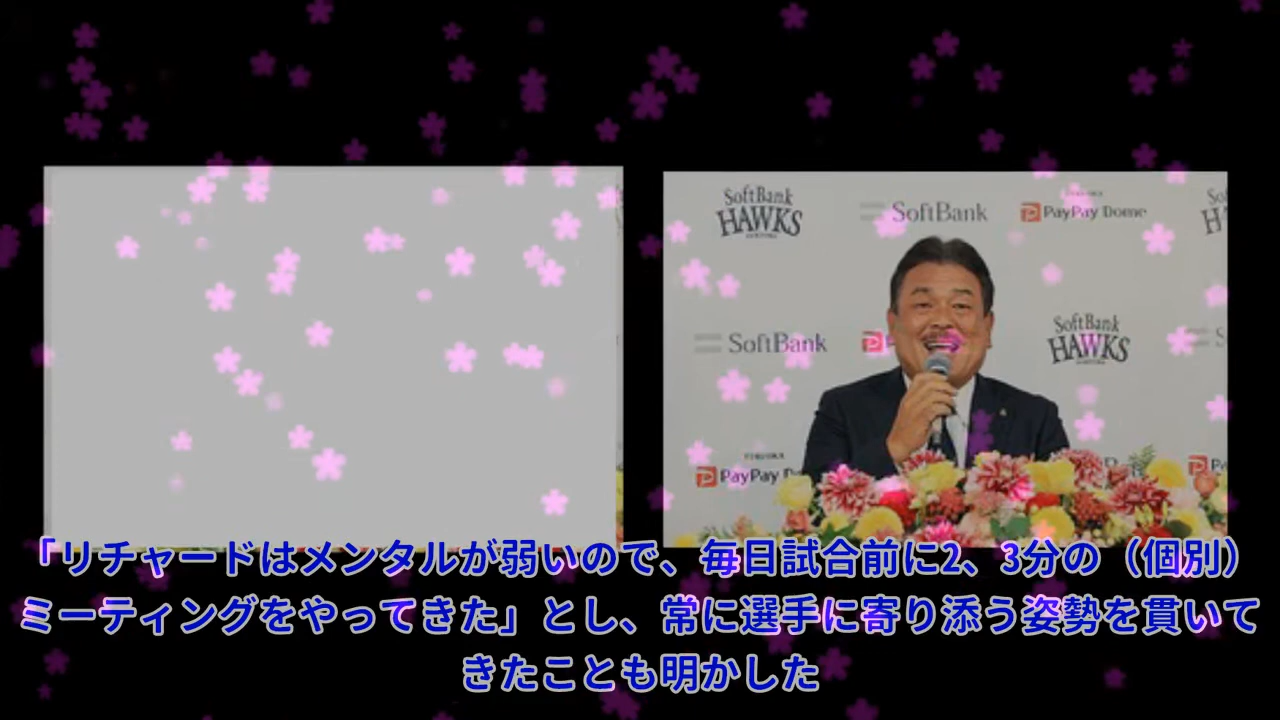 SoftBank
HAWKS
SoftBank
PayPay Dome
SoftBank
SoftBank
HAWKS
FUKUOKA
PayPay Do
「リチャードはメンタルが弱いので、毎日試合前に2、3分の（個別）
ミーティングをやってきた」とし、常に選手に寄り添う姿勢を貫いて
きたことも明かした